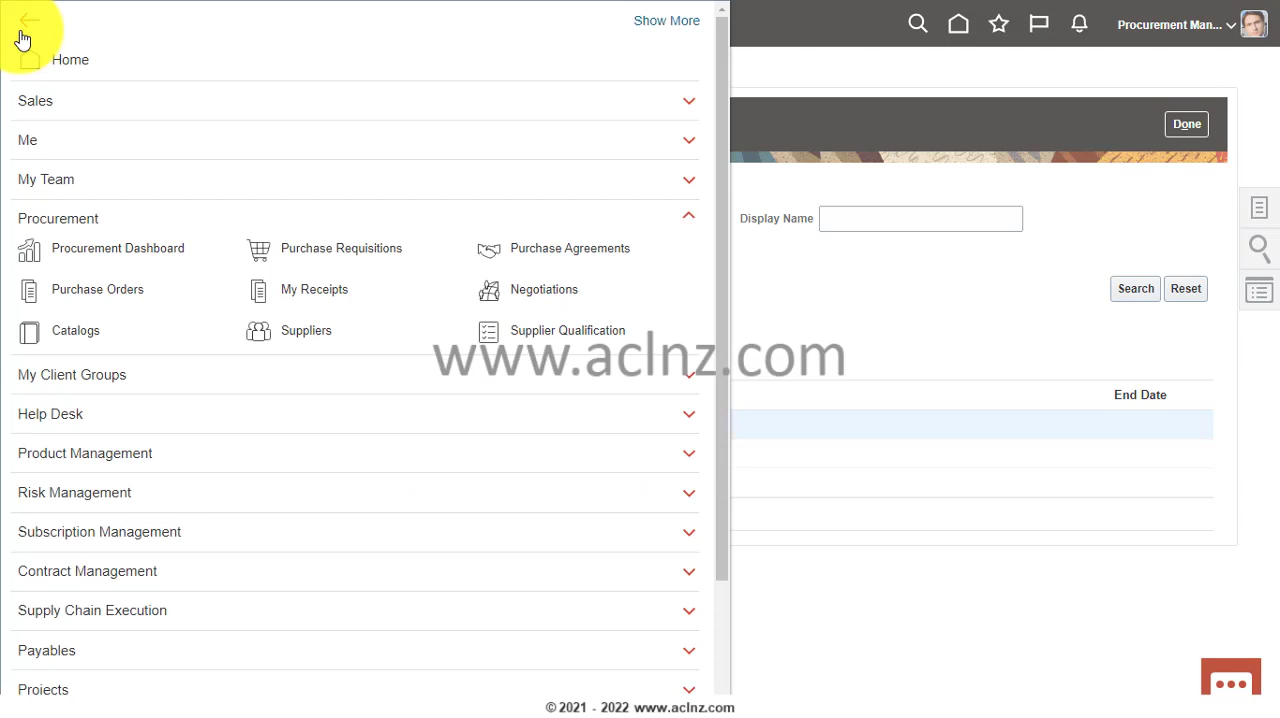 Show More
Procurement Man...
Home
Sales
Done
Me
My Team
Procurement
Display Name
Procurement Dashboard
Purchase Requisitions
Purchase Agreements
Purchase Orders
My Receipts
Negotiations
Search
Reset
Catalogs
Suppliers
Supplier Qualification
www.aclnz.com
My Client Groups
End Date
Help Desk
Product Management
Risk Management
Subscription Management
Contract Management
Supply Chain Execution
Payables
Projects
© 2021 - 2022 www.aclnz.com